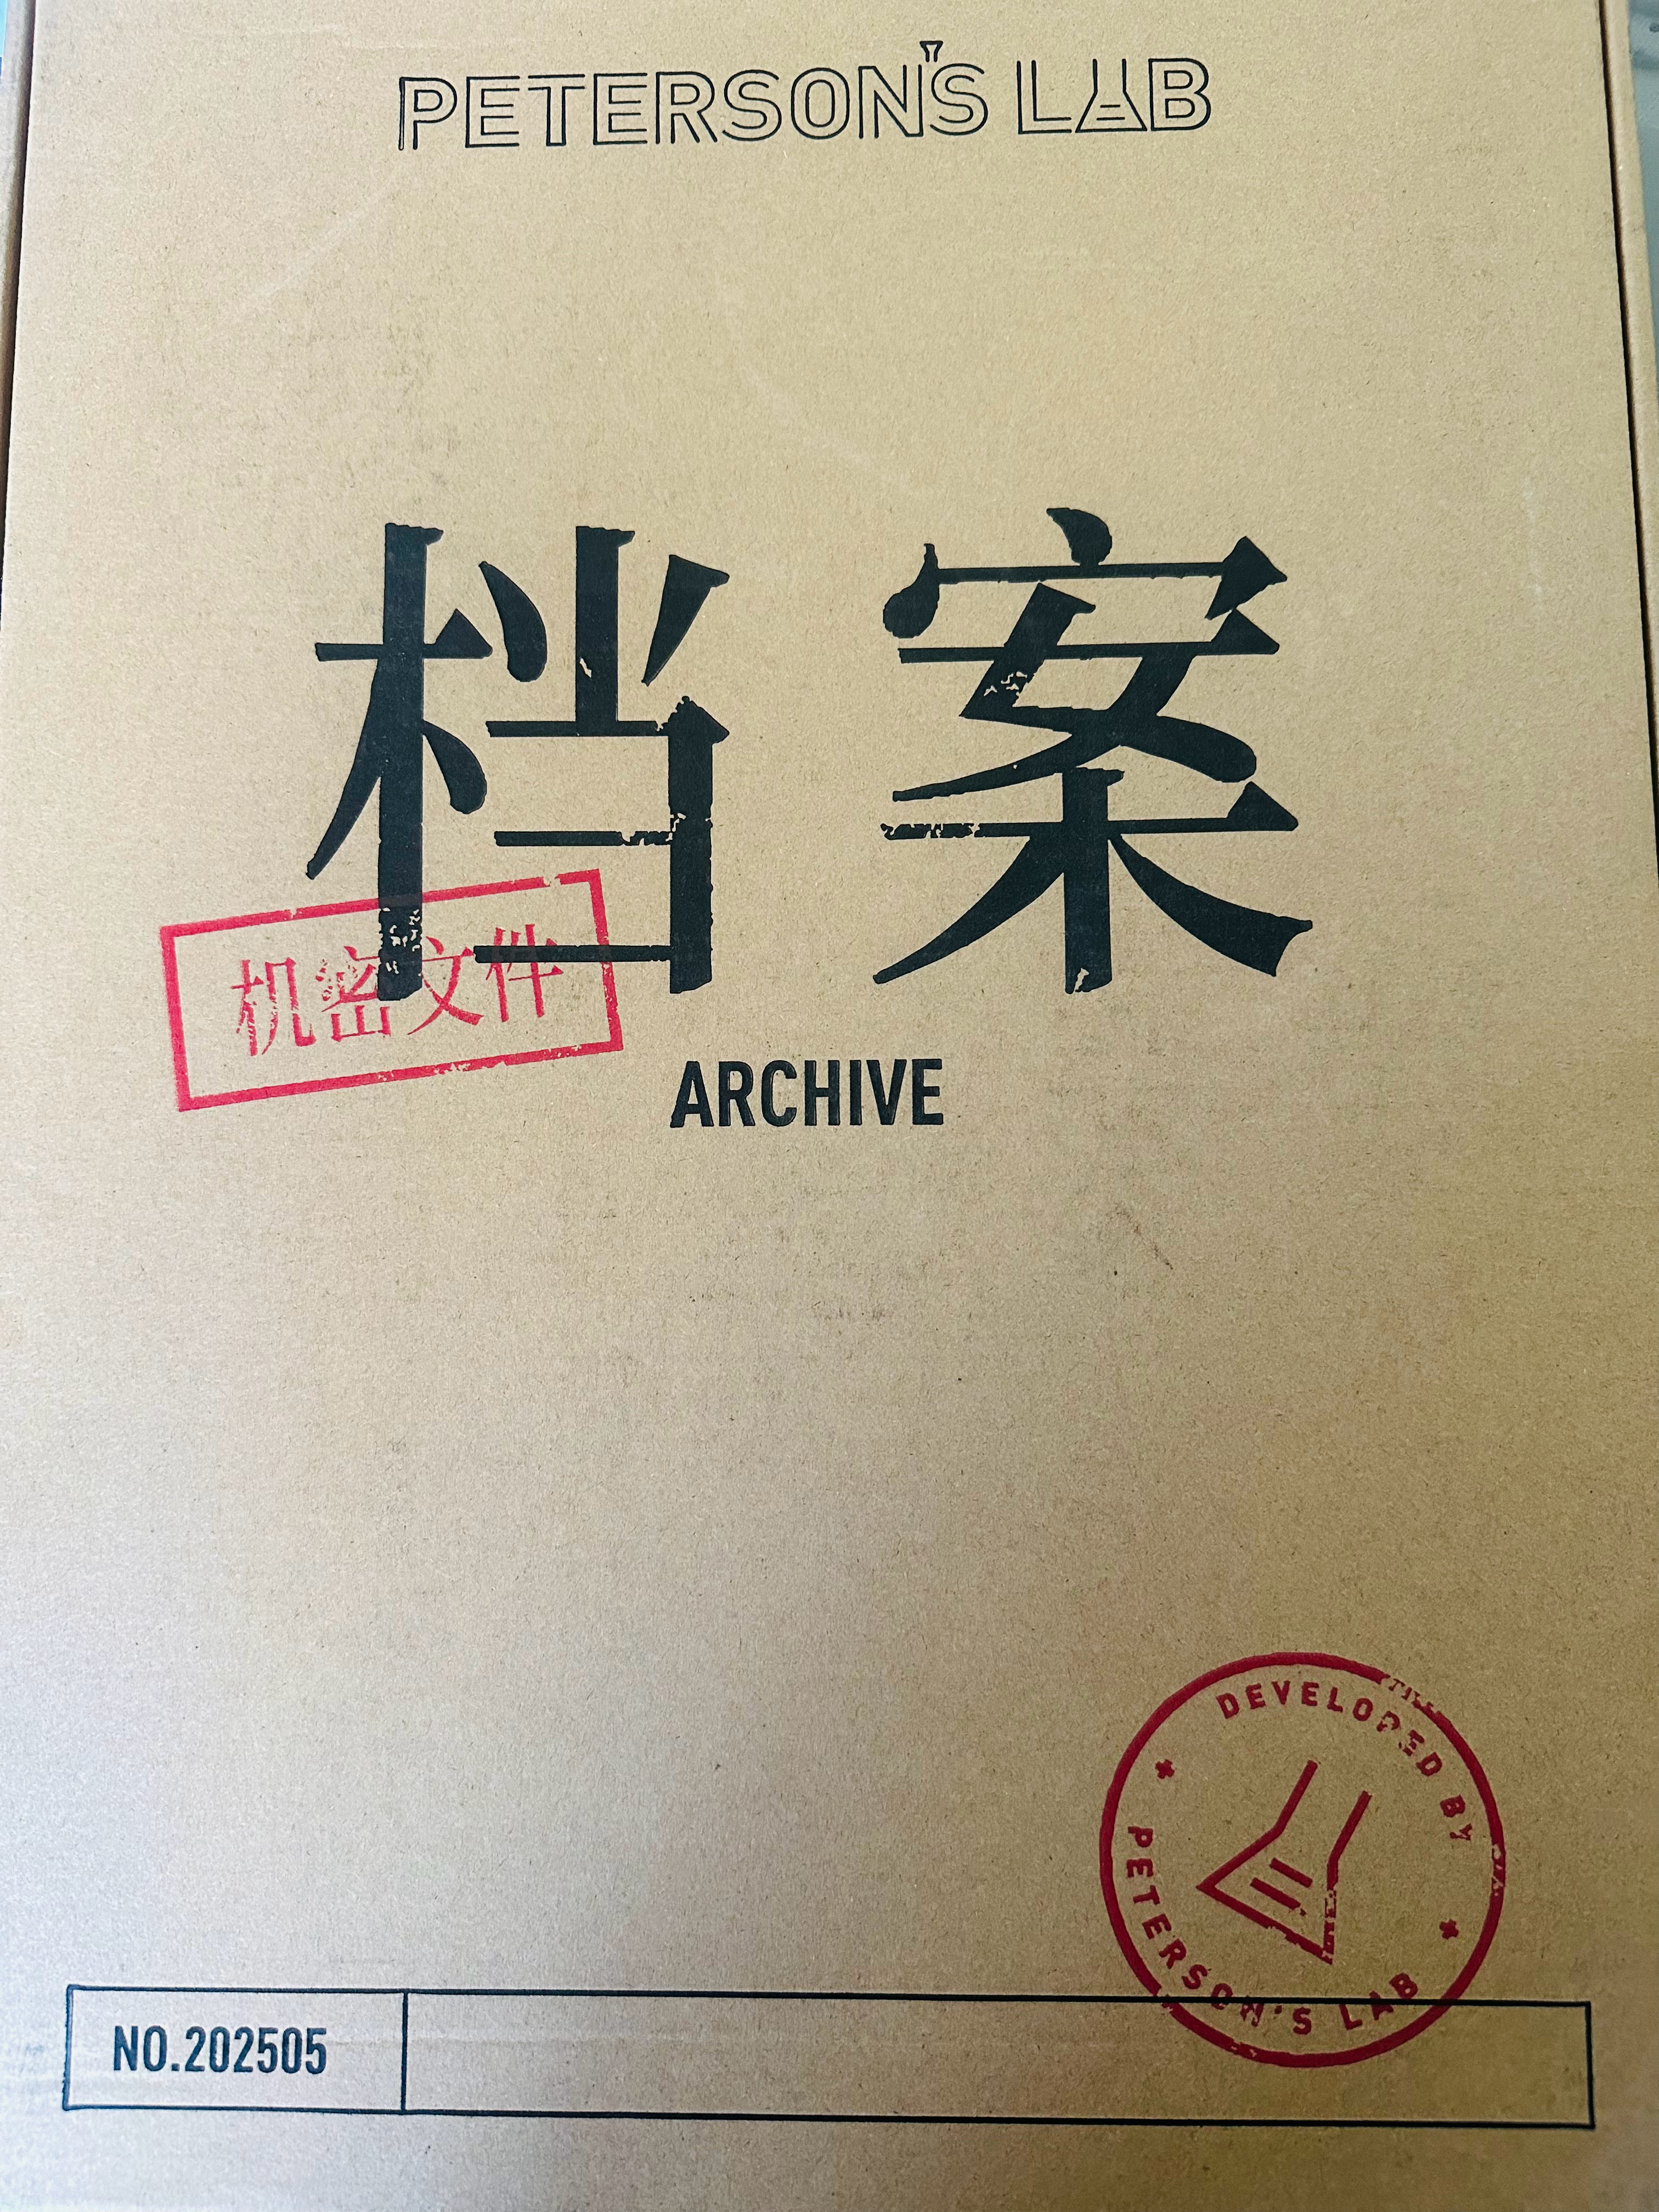 PETERSON'S LAB
档案
机密文件
ARCHIVE
DEVELOPED BY
PETERSON'S LAB
NO.202505